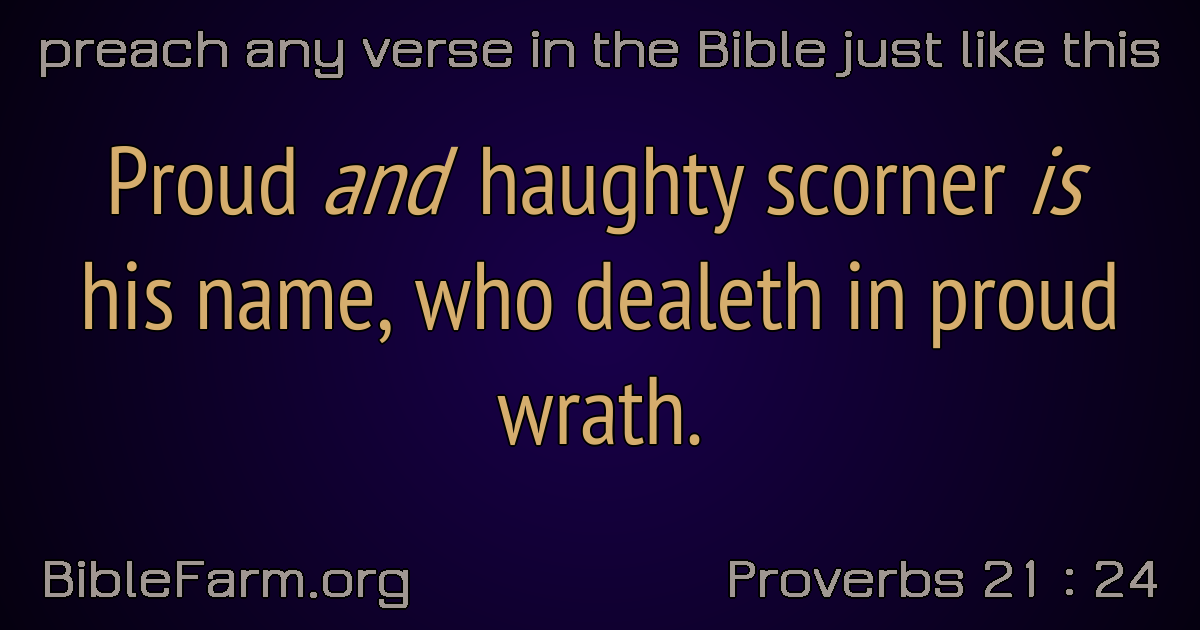 preach any verse in the Bible just like this
Proud and haughty scorner is
his name, who dealeth in proud
wrath.
BibleFarm.org
Proverbs 21 : 24